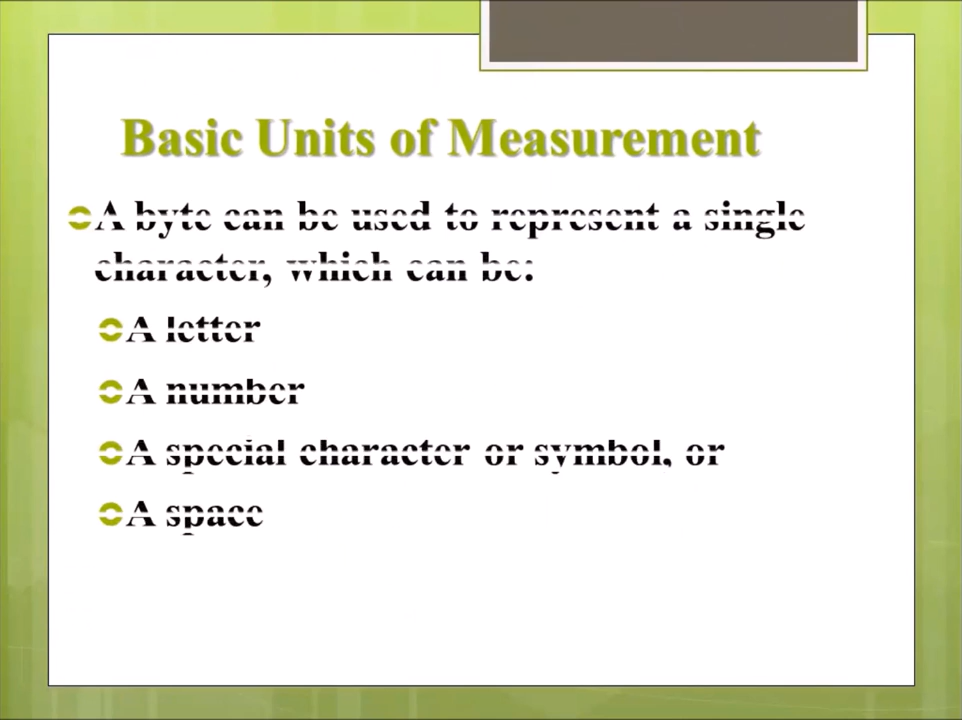 Basic Units of Measurement
A byte can be used to represent a single
character, which can be:
A letter
A number
A special character or symbol, or
A space